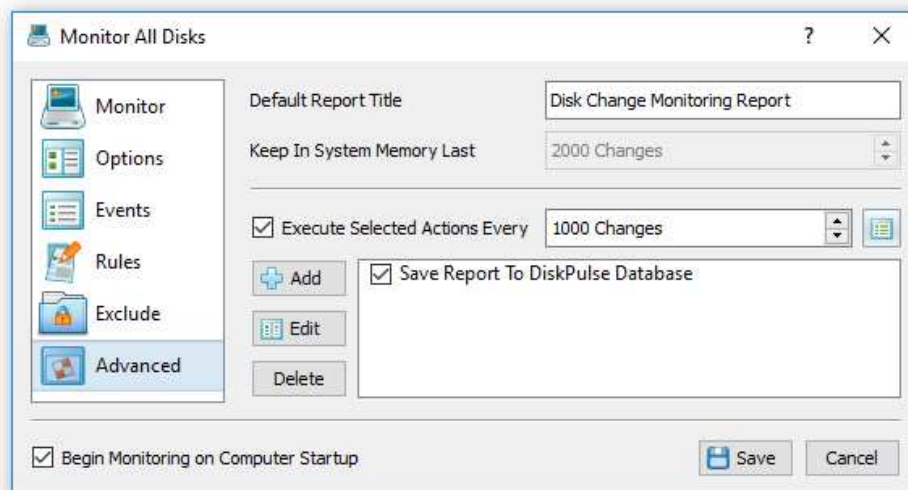 Monitor All Disks
?
Monitor
Options
Events
Rules
Exclude
Advanced
Default Report Title
Disk Change Monitoring Report
Keep In System Memory Last
2000 Changes
Execute Selected Actions Every
1000 Changes
Add
Edit
Delete
Save Report To DiskPulse Database
Begin Monitoring on Computer Startup
Save
Cancel